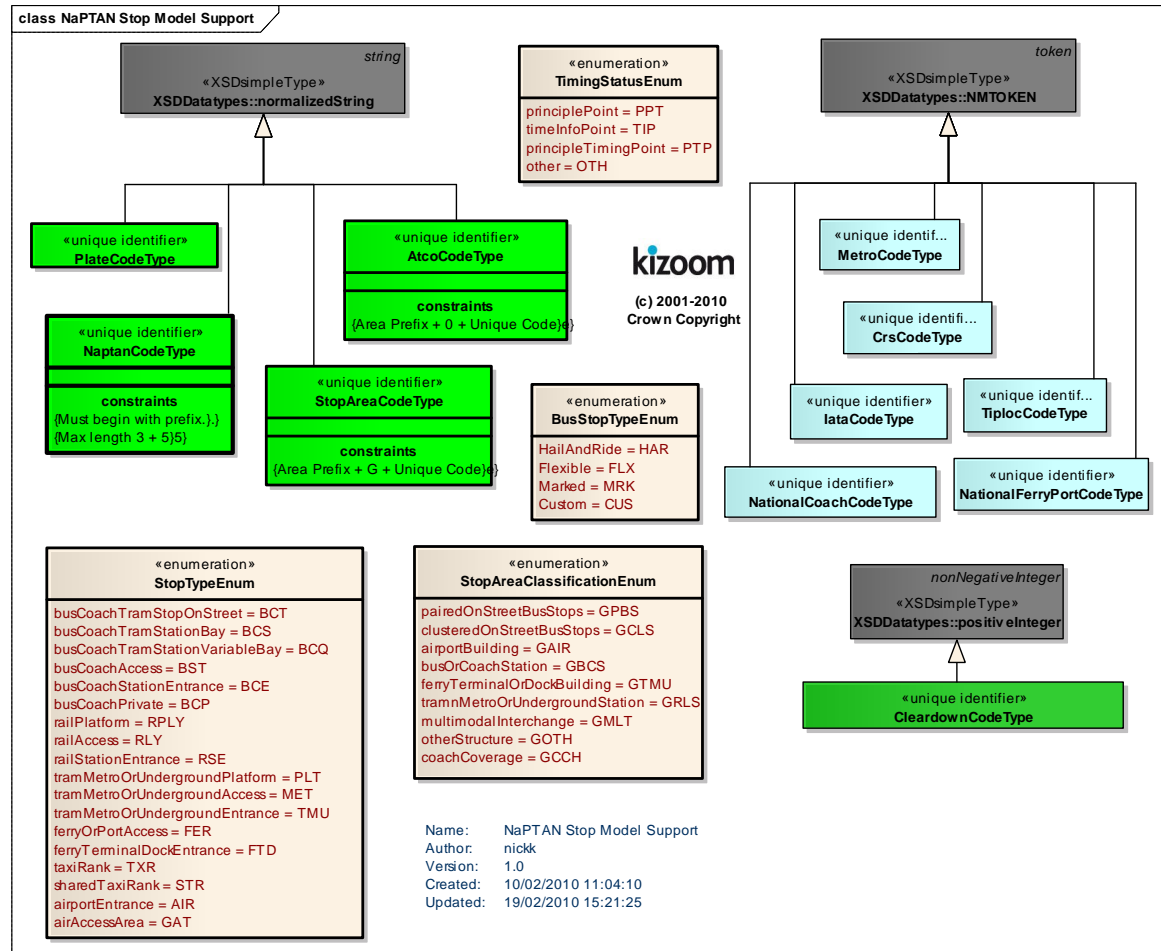 class NaPTAN Stop Model Support
string
«XSDsimpleType»
XSDDatatypes::normalizedString
«enumeration»
TimingStatusEnum
principlePoint = PPT
timeInfoPoint = TIP
principleTimingPoint = PTP
other = OTH
token
«XSDsimpleType»
XSDDatatypes::NMTOKEN
«unique identifier»
PlateCodeType
«unique identifier»
AtcoCodeType
constraints
{Area Prefix + 0 + Unique Code}e}
kizoom
(c) 2001-2010
Crown Copyright
«unique identif...
MetroCodeType
«unique identifi...
CrsCodeType
«unique identifier»
NaptanCodeType
constraints
{Must begin with prefix.}.}
{Max length 3 + 5}5}
«unique identifier»
StopAreaCodeType
constraints
{Area Prefix + G + Unique Code}e}
«enumeration»
BusStopTypeEnum
HailAndRide = HAR
Flexible = FLX
Marked = MRK
Custom = CUS
«unique identifier»
IataCodeType
«unique identif...
TiplocCodeType
«unique identifier»
NationalCoachCodeType
«unique identifier»
NationalFerryPortCodeType
«enumeration»
StopTypeEnum
busCoachTramStopOnStreet = BCT
busCoachTramStationBay = BCS
busCoachTramStationVariableBay = BCQ
busCoachAccess = BST
busCoachStationEntrance = BCE
busCoachPrivate = BCP
railPlatform = RPLY
railAccess = RLY
railStationEntrance = RSE
tramMetroOrUndergroundPlatform = PLT
tramMetroOrUndergroundAccess = MET
tramMetroOrUndergroundEntrance = TMU
ferryOrPortAccess = FER
ferryTerminalDockEntrance = FTD
taxiRank = TXR
sharedTaxiRank = STR
airportEntrance = AIR
airAccessArea = GAT
«enumeration»
StopAreaClassificationEnum
pairedOnStreetBusStops = GPBS
clusteredOnStreetBusStops = GCLS
airportBuilding = GAIR
busOrCoachStation = GBCS
ferryTerminalOrDockBuilding = GTMU
tramnMetroOrUndergroundStation = GRLS
multimodalInterchange = GMLT
otherStructure = GOTH
coachCoverage = GCCH
nonNegativeInteger
«XSDsimpleType»
XSDDatatypes::positiveInteger
«unique identifier»
CleardownCodeType
Name: NaPTAN Stop Model Support
Author: nickk
Version: 1.0
Created: 10/02/2010 11:04:10
Updated: 19/02/2010 15:21:25